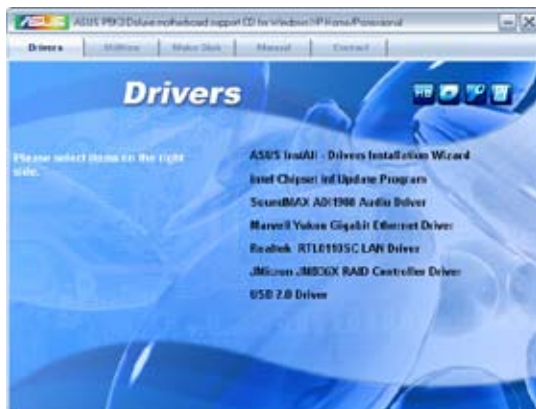 ASUS P5K3 Deluxe motherboard support CD for Windows XP Home/Professional
Drivers Utilities Make Disk Manual Contact
Drivers
Please select items on the right side.
ASUS InstAll - Drivers Installation Wizard
Intel Chipset Inf Update Program
SoundMAX ADI1988 Audio Driver
Marvell Yukon Gigabit Ethernet Driver
Realtek RTL8110SC LAN Driver
JMicron JMB36X RAID Controller Driver
USB 2.0 Driver